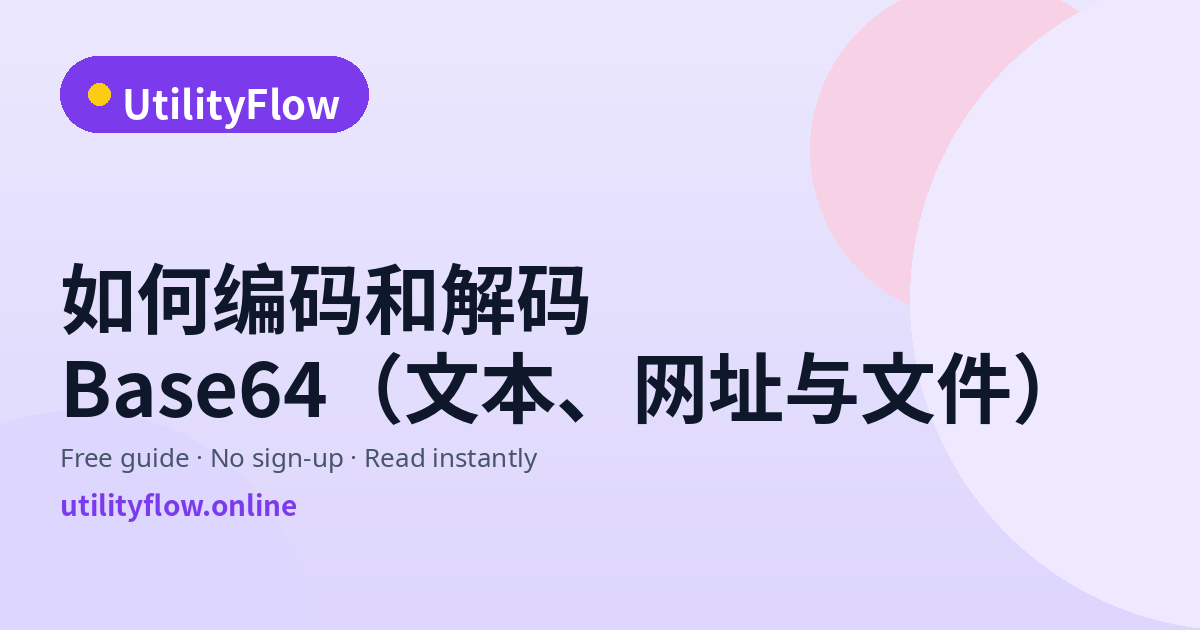 UtilityFlow
如何编码和解码
Base64（文本、网址与文件）
Free guide · No sign-up · Read instantly
utilityflow.online